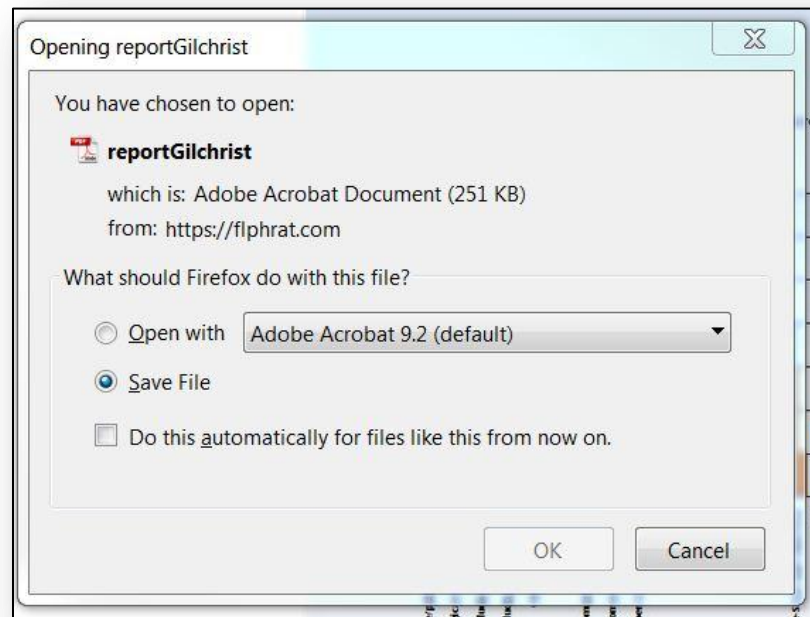 Opening reportGilchrist
You have chosen to open:
reportGilchrist
which is: Adobe Acrobat Document (251 KB)
from: https://flphrat.com
What should Firefox do with this file?
Open with Adobe Acrobat 9.2 (default)
Save File
Do this automatically for files like this from now on.
OK Cancel